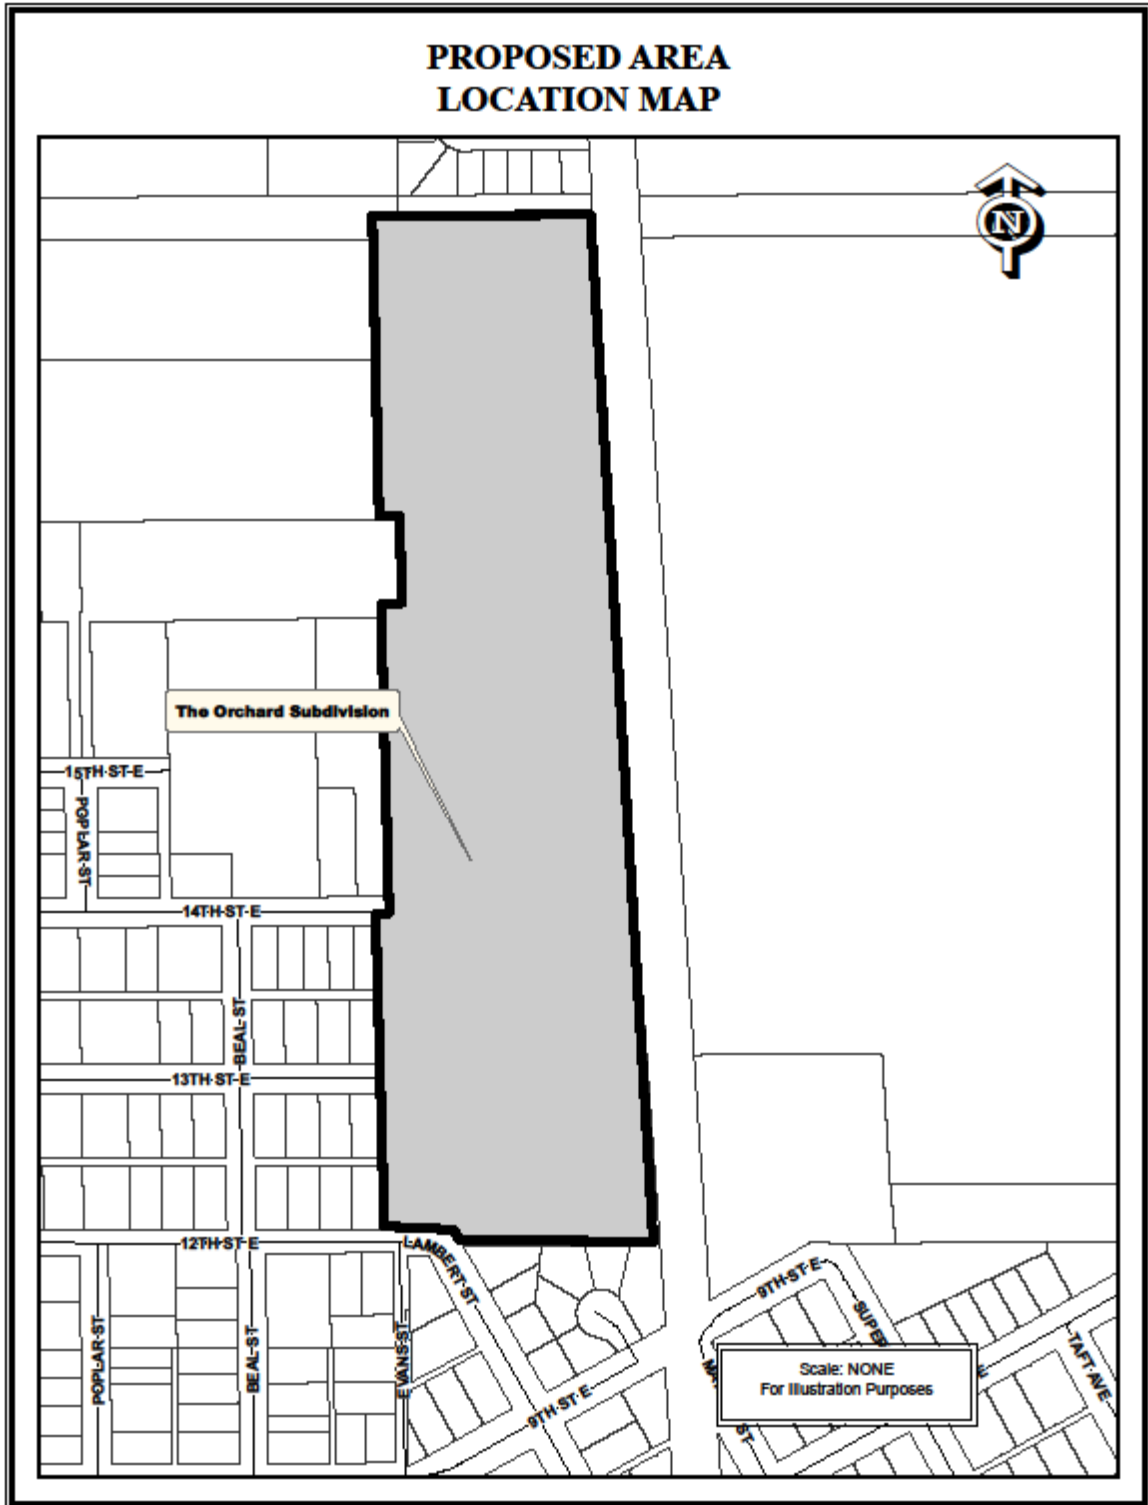 PROPOSED AREA
LOCATION MAP
N
The Orchard Subdivision
15TH ST E
POPLAR ST
14TH ST E
BEAL ST
13TH ST E
12TH ST E
LAMBERT ST
9TH ST E
POPLAR ST
BEAL ST
EVANS ST
9TH ST E
TAFT AVE
ST
Scale: NONE
For Illustration Purposes